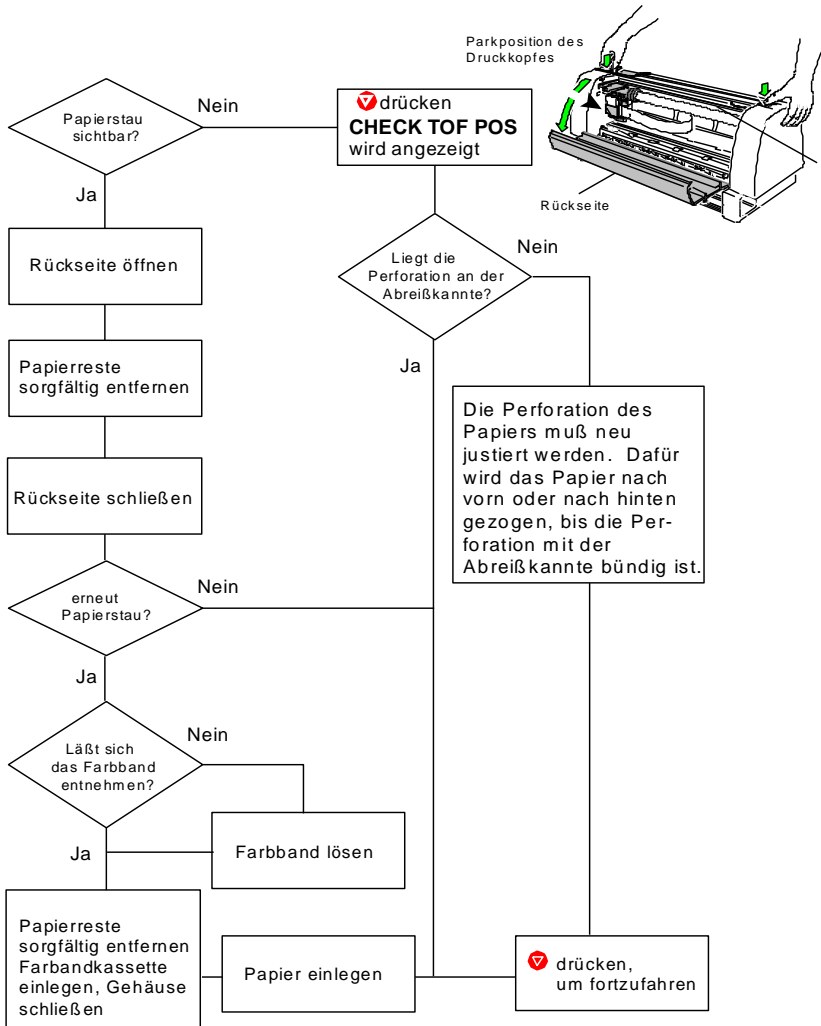 Parkposition des
Druckkopfes
Rückseite
Papierstau
sichtbar?
Nein
Ja
drücken
CHECK TOF POS
wird angezeigt
Rückseite öffnen
Liegt die
Perforation an der
Abreißkannte?
Nein
Ja
Papierreste
sorgfältig entfernen
Die Perforation des
Papiers muß neu
justiert werden. Dafür
wird das Papier nach
vorn oder nach hinten
gezogen, bis die Per-
foration mit der
Abreißkannte bündig ist.
Rückseite schließen
erneut
Papierstau?
Nein
Ja
Läßt sich
das Farbband
entnehmen?
Nein
Ja
Farbband lösen
Papierreste
sorgfältig entfernen
Farbandkassette
einlegen, Gehäuse
schließen
Papier einlegen
drücken,
um fortzufahren